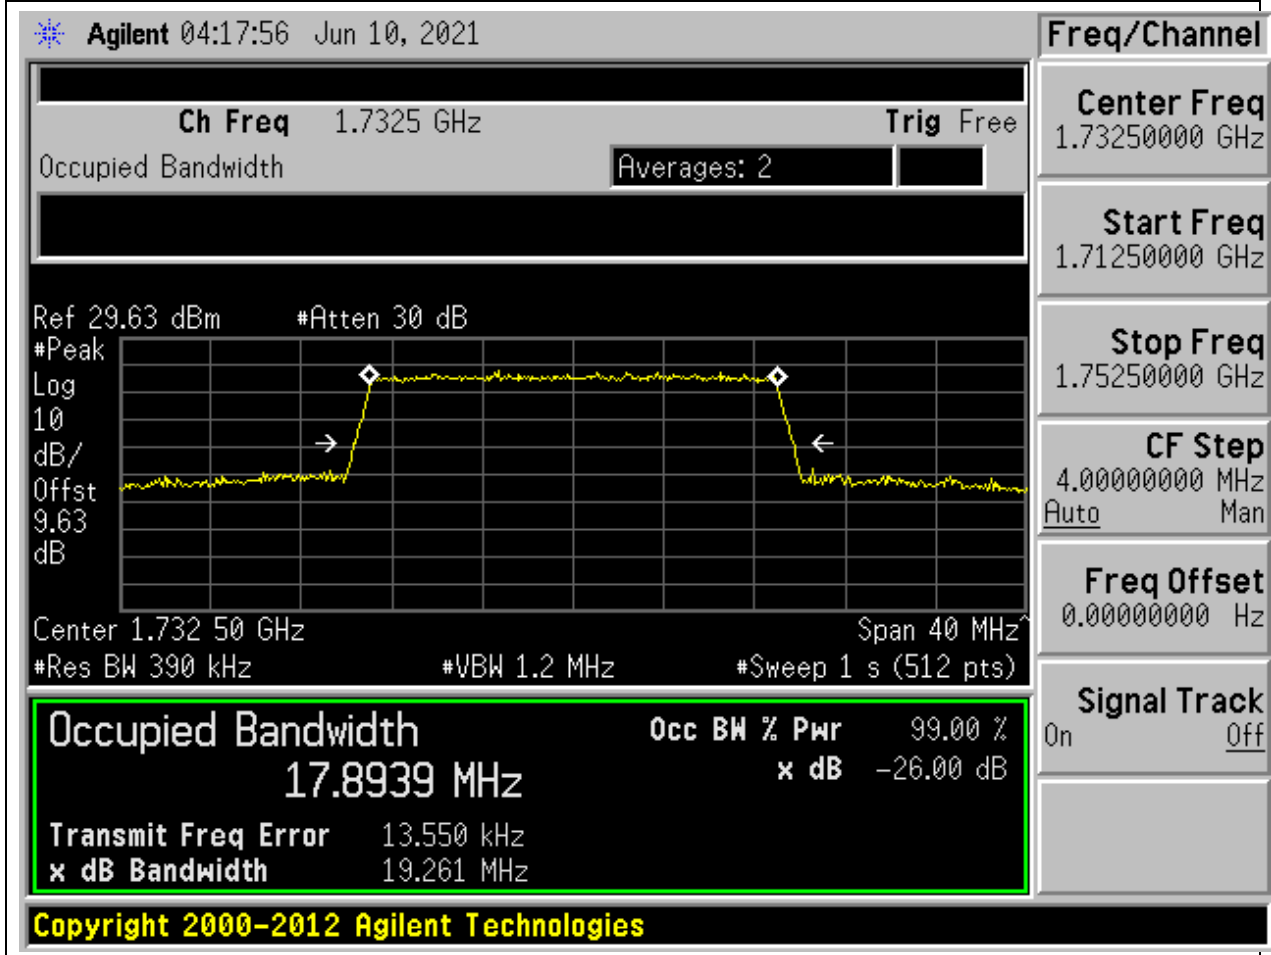 Agilent 04:17:56 Jun 10, 2021
Freq/Channel
Ch Freq 1.7325 GHz Trig Free
Occupied Bandwidth Averages: 2
Ref 29.63 dBm #Atten 30 dB
#Peak
Log
10
dB/
Offst
9.63
dB
Center 1.732 50 GHz Span 40 MHz^
#Res BW 390 kHz #VBW 1.2 MHz #Sweep 1 s (512 pts)
Occupied Bandwidth Occ BW % Pwr 99.00 %
17.8939 MHz x dB -26.00 dB
Transmit Freq Error 13.550 kHz
x dB Bandwidth 19.261 MHz
Center Freq
1.73250000 GHz
Start Freq
1.71250000 GHz
Stop Freq
1.75250000 GHz
CF Step
4.00000000 MHz
Auto Man
Freq Offset
0.00000000 Hz
Signal Track
On Off
Copyright 2000-2012 Agilent Technologies